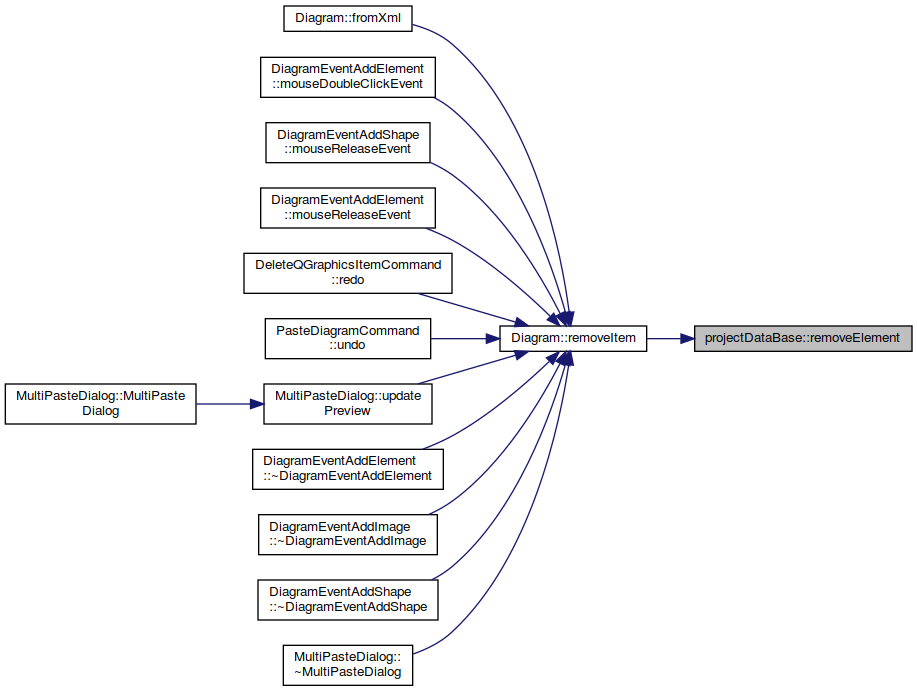 Diagram::fromXml
DiagramEventAddElement
::mouseDoubleClickEvent
DiagramEventAddShape
::mouseReleaseEvent
DiagramEventAddElement
::mouseReleaseEvent
DeleteQGraphicsItemCommand
::redo
PasteDiagramCommand
::undo
Diagram::removeItem
projectDataBase::removeElement
MultiPasteDialog::MultiPaste
Dialog
MultiPasteDialog::update
Preview
DiagramEventAddElement
::~DiagramEventAddElement
DiagramEventAddImage
::~DiagramEventAddImage
DiagramEventAddShape
::~DiagramEventAddShape
MultiPasteDialog::
~MultiPasteDialog